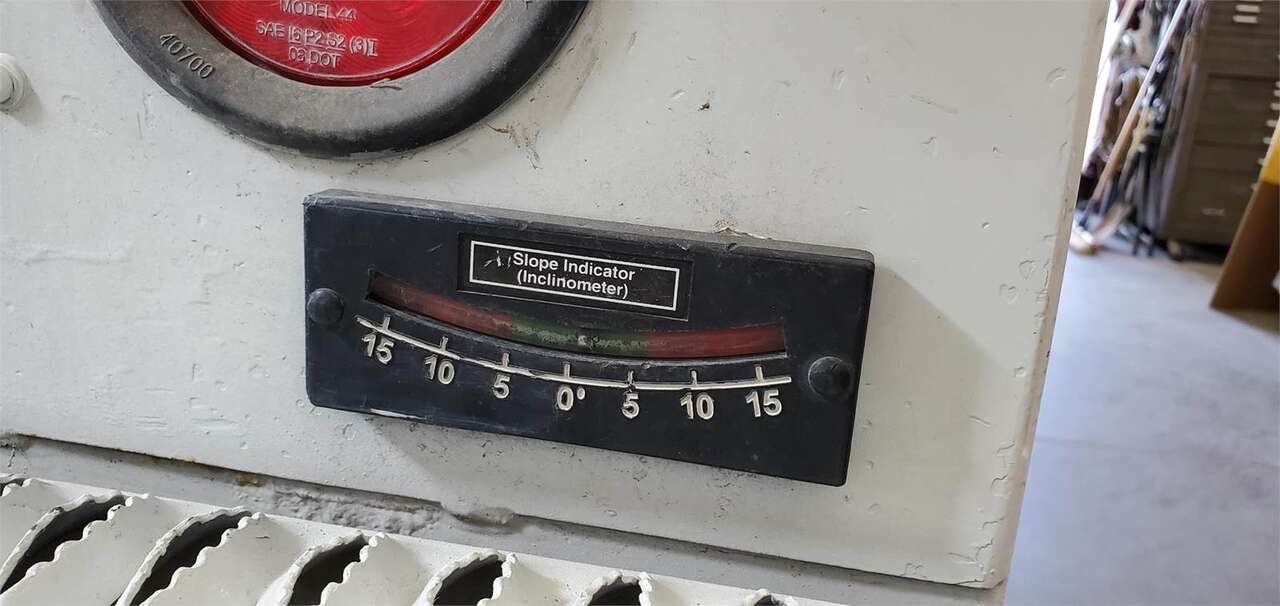 MODEL 44
SAE I6 P2 S2 (3) I
03 DOT
40700
Slope Indicator
(Inclinometer)
15 10 5 0° 5 10 15